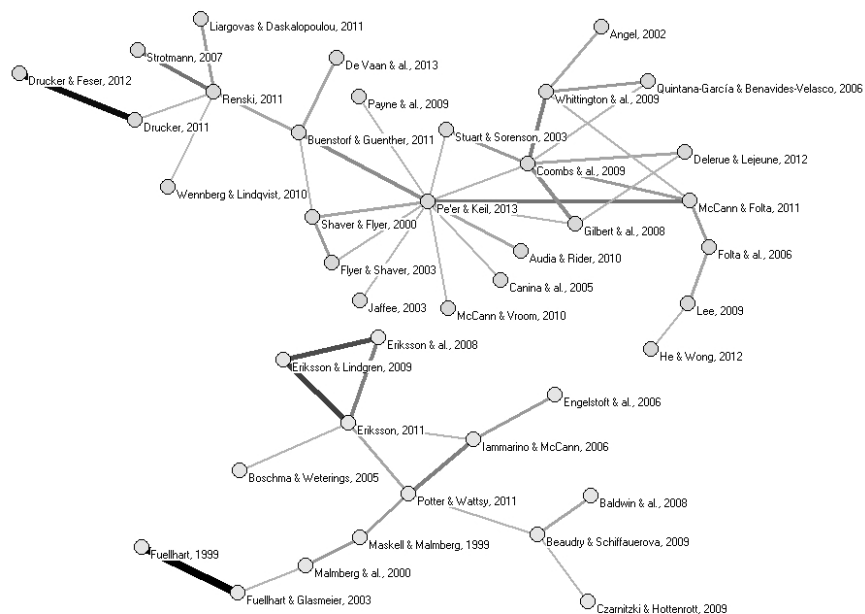 Liargovas & Daskalopoulou, 2011
Angel, 2002
Strotmann, 2007
De Vaan & al., 2013
Drucker & Feser, 2012
Quintana-García & Benavides-Velasco, 2006
Renski, 2011
Whittington & al., 2009
Payne & al., 2009
Drucker, 2011
Stuart & Sorenson, 2003
Buenstorf & Guenther, 2011
Delerue & Lejeune, 2012
Coombs & al., 2009
Wennberg & Lindqvist, 2010
McCann & Folta, 2011
Pe'er & Keil, 2013
Shaver & Flyer, 2000
Gilbert & al., 2008
Folta & al., 2006
Audia & Rider, 2010
Flyer & Shaver, 2003
Canina & al., 2005
Jaffee, 2003
Lee, 2009
McCann & Vroom, 2010
Eriksson & al., 2008
He & Wong, 2012
Eriksson & Lindgren, 2009
Engelstoft & al., 2006
Eriksson, 2011
Iammarino & McCann, 2006
Boschma & Weterings, 2005
Potter & Wattsy, 2011
Baldwin & al., 2008
Maskell & Malmberg, 1999
Beaudry & Schiffauerova, 2009
Fuellhart, 1999
Malmberg & al., 2000
Fuellhart & Glasmeier, 2003
Czarnitzki & Hottenrott, 2009